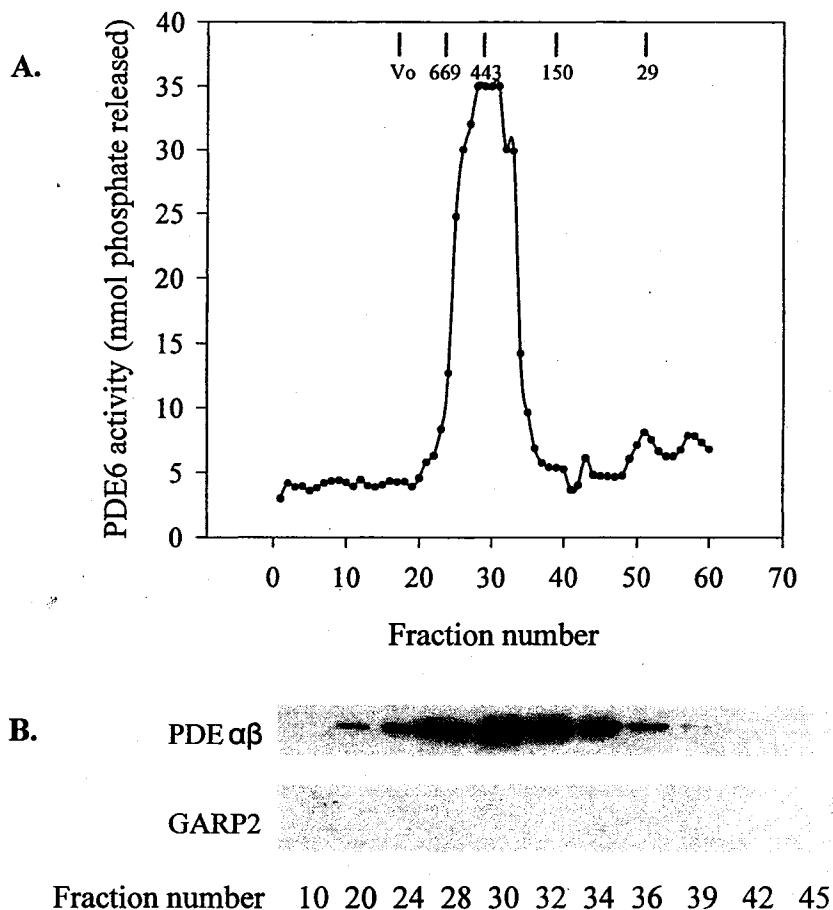 A.
PDE6 activity (nmol phosphate released)
40
35
30
25
20
15
10
5
0
Vo 669 443 150 29
0 10 20 30 40 50 60 70
Fraction number
B.
PDE αβ
GARP2
Fraction number 10 20 24 28 30 32 34 36 39 42 45